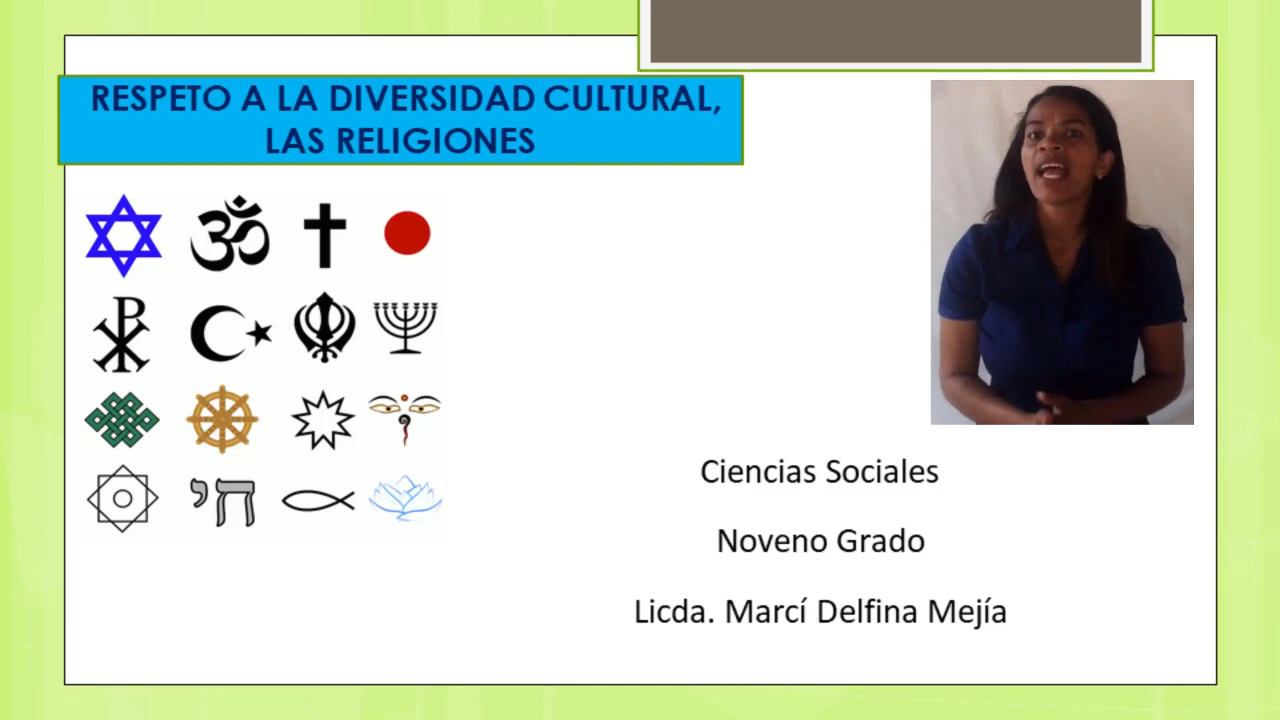 RESPETO A LA DIVERSIDAD CULTURAL,
LAS RELIGIONES
Ciencias Sociales
Noveno Grado
Licda. Marcí Delfina Mejía